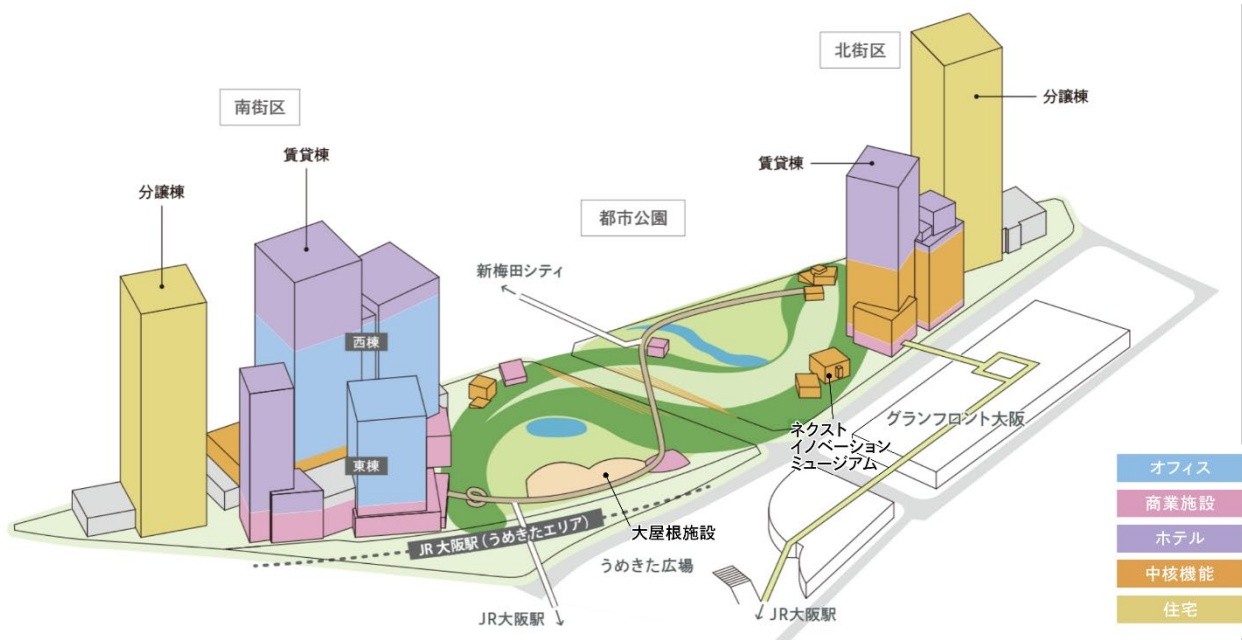 北街区
南街区
分譲棟
賃貸棟
賃貸棟
分譲棟
都市公園
新梅田シティ
西棟
東棟
グランフロント大阪
ネクスト
イノベーション
ミュージアム
大屋根施設
JR 大阪駅(うめきたエリア)
うめきた広場
JR大阪駅
JR大阪駅
オフィス
商業施設
ホテル
中核機能
住宅